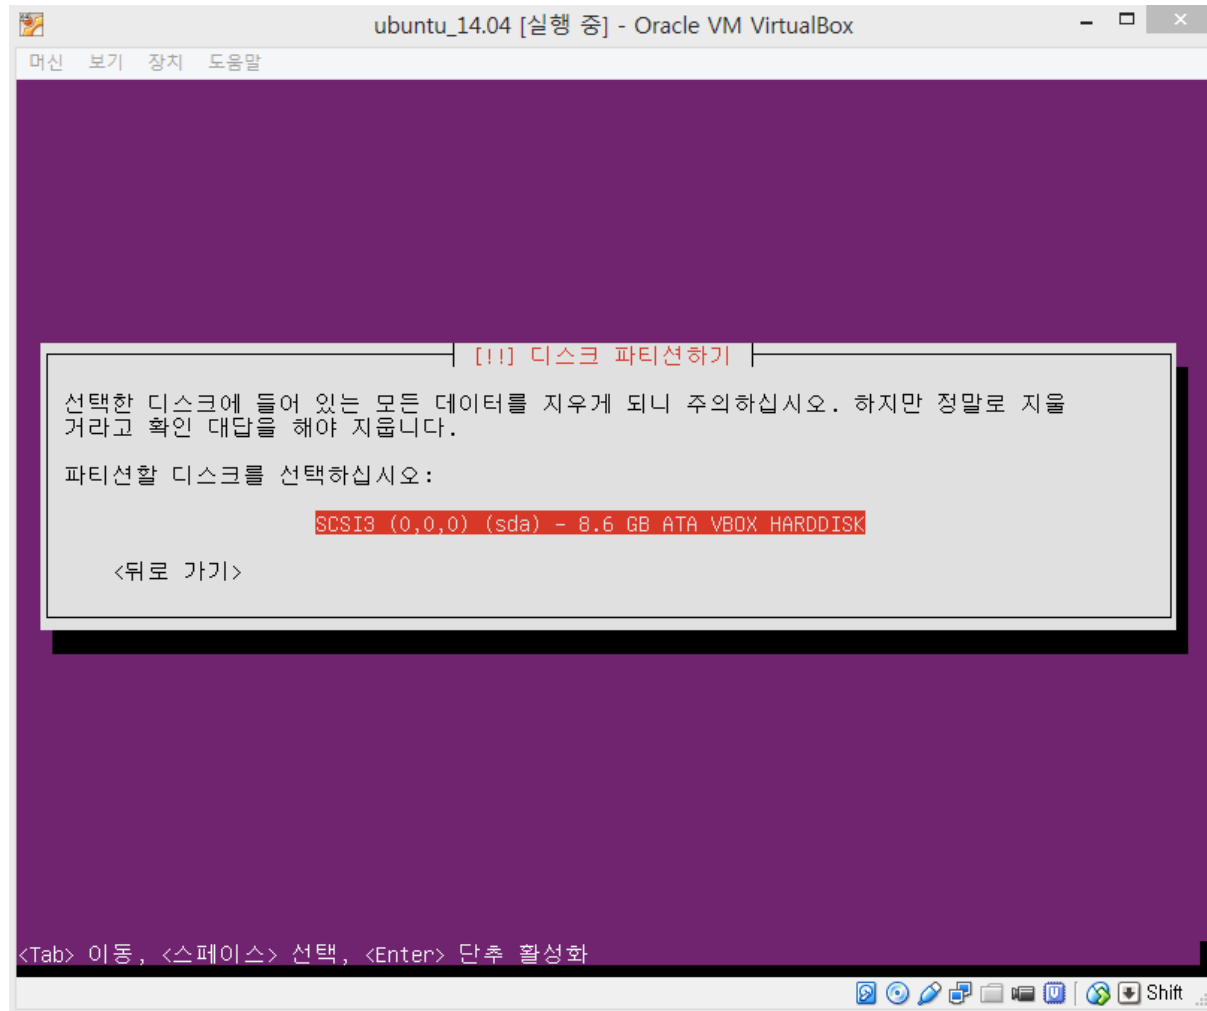 ubuntu_14.04 [실행 중] - Oracle VM VirtualBox
머신 보기 장치 도움말
[!!] 디스크 파티션하기
선택한 디스크에 들어 있는 모든 데이터를 지우게 되니 주의하십시오. 하지만 정말로 지울
거라고 확인 대답을 해야 지웁니다.
파티션할 디스크를 선택하십시오:
SCSI3 (0,0,0) (sda) - 8.6 GB ATA VBOX HARDDISK
<뒤로 가기>
<Tab> 이동, <스페이스> 선택, <Enter> 단추 활성화
Shift